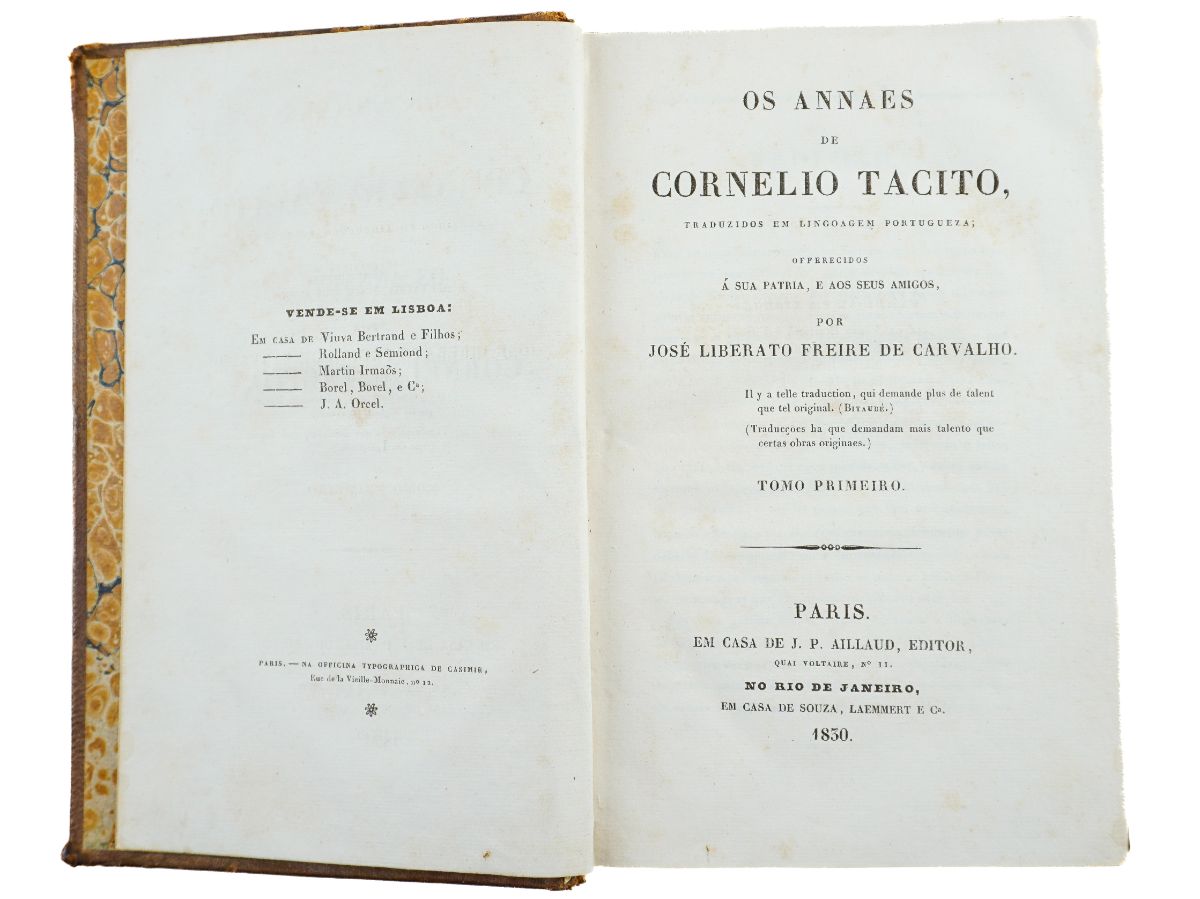 VENDE-SE EM LISBOA:
EM CASA DE Viuva Bertrand e Filhos;
—— Rolland e Semiond;
—— Martin Irmaõs;
—— Borel, Borel, e Cª;
—— J. A. Orcel.
PARIS. — NA OFFICINA TYPOGRAPHICA DE CASIMIR,
Rue de la Vieille-Monnaie, nº 12.
OS ANNAES
DE
CORNELIO TACITO,
TRADUZIDOS EM LINGOAGEM PORTUGUEZA;
OFFERECIDOS
Á SUA PATRIA, E AOS SEUS AMIGOS,
POR
JOSÉ LIBERATO FREIRE DE CARVALHO.
Il y a telle traduction, qui demande plus de talent
que tel original. (BITAUBÉ.)
(Traducções ha que demandam mais talento que
certas obras originaes.)
TOMO PRIMEIRO.
PARIS.
EM CASA DE J. P. AILLAUD, EDITOR,
QUAI VOLTAIRE, Nº 11.
NO RIO DE JANEIRO,
EM CASA DE SOUZA, LAEMMERT E Cª.
1830.